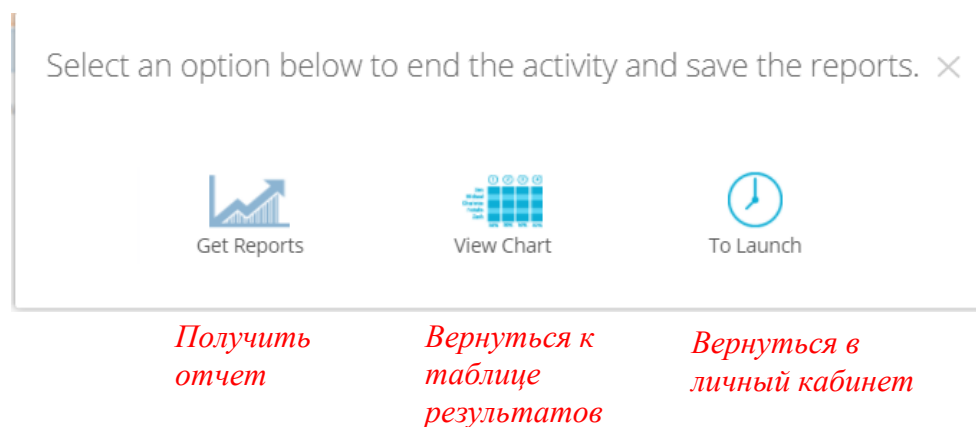 Select an option below to end the activity and save the reports. ×
Get Reports
View Chart
To Launch
Получить
отчет
Вернуться к
таблице
результатов
Вернуться в
личный кабинет